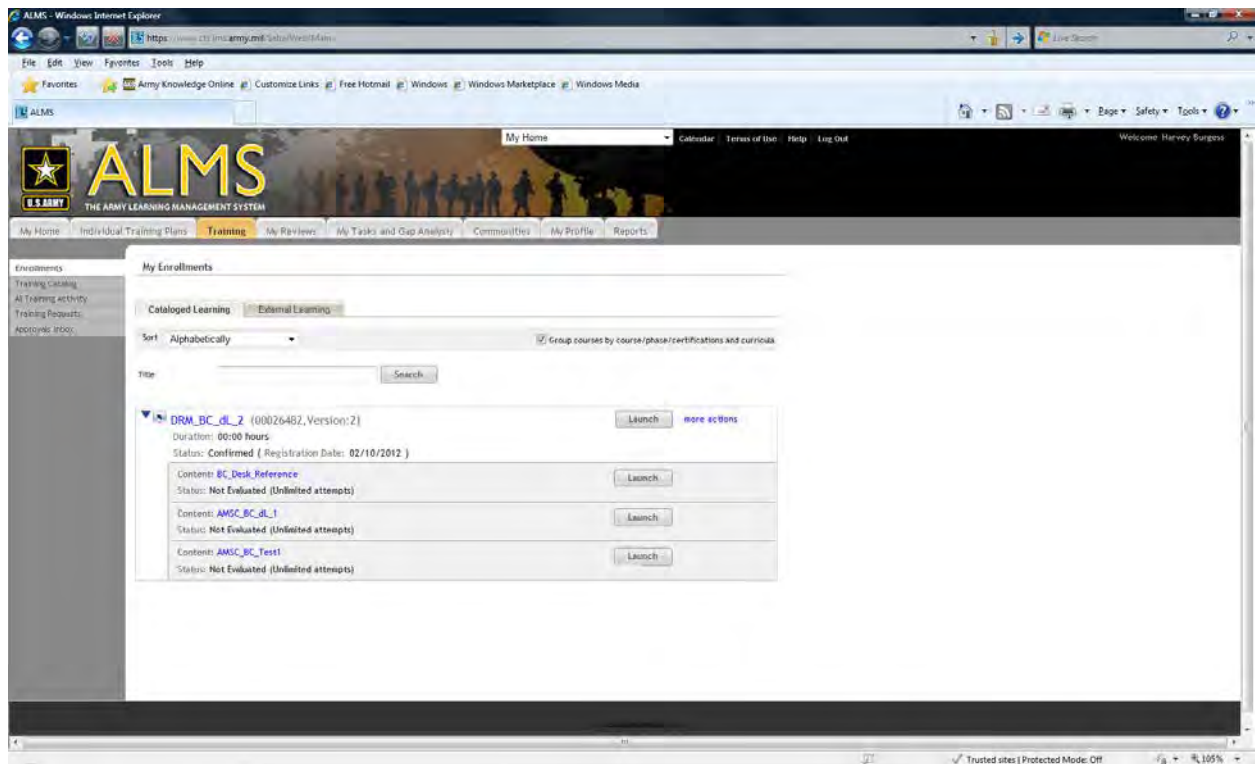 ALMS - Windows Internet Explorer
Live Search
File Edit View Favorites Tools Help
Favorites Army Knowledge Online Customize Links Free Hotmail Windows Windows Marketplace Windows Media
ALMS Page Safety Tools
My Home Calendar Terms of Use Help Log Out Welcome Harvey Burgess
U.S.ARMY ALMS
THE ARMY LEARNING MANAGEMENT SYSTEM
My Home Individual Training Plans Training My Reviews My Tasks and Gap Analysis Communities My Profile Reports
Enrollments
Training Catalog
All Training Activity
Training Requests
Approvals Inbox
My Enrollments
Cataloged Learning External Learning
Sort Alphabetically Group courses by course/phase/certifications and curricula
Title Search
DRM_BC_dL_2 (00026482,Version:2) Launch more actions
Duration: 00:00 hours
Status: Confirmed ( Registration Date: 02/10/2012 )
Content: BC_Desk_Reference Launch
Status: Not Evaluated (Unlimited attempts)
Content: AMSC_BC_dL_1 Launch
Status: Not Evaluated (Unlimited attempts)
Content: AMSC_BC_Test1 Launch
Status: Not Evaluated (Unlimited attempts)
Trusted sites | Protected Mode: Off 105%